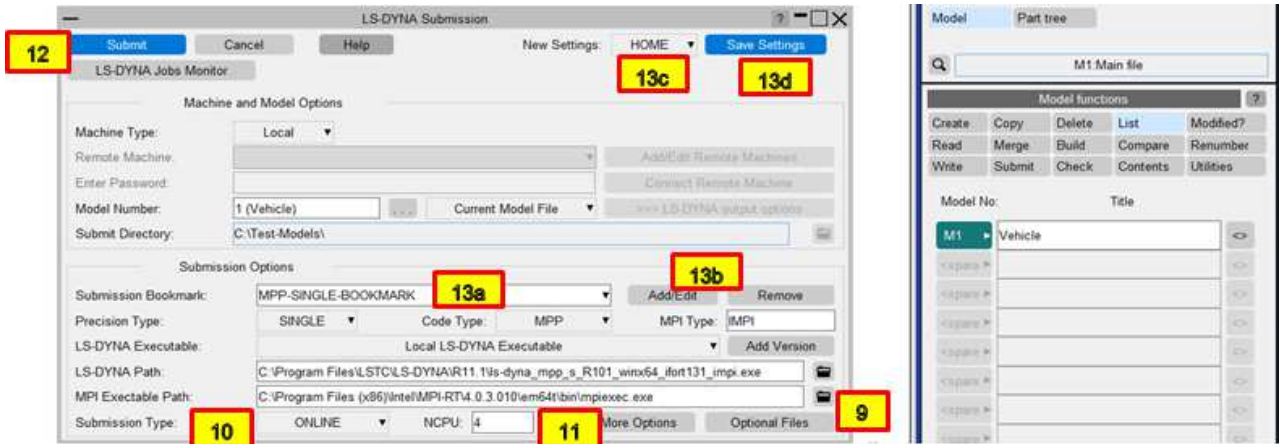 LS-DYNA Submission ?
12 Submit Cancel Help New Settings: HOME Save Settings
LS-DYNA Jobs Monitor 13c 13d
Machine and Model Options
Machine Type: Local
Remote Machine: Add/Edit Remote Machines
Enter Password: Connect Remote Machine
Model Number: 1 (Vehicle) ... Current Model File >>> LS-DYNA output options
Submit Directory: C:\Test-Models\
Submission Options 13b
Submission Bookmark: MPP-SINGLE-BOOKMARK 13a Add/Edit Remove
Precision Type: SINGLE Code Type: MPP MPI Type: IMPI
LS-DYNA Executable: Local LS-DYNA Executable Add Version
LS-DYNA Path: C:\Program Files\LSTC\LS-DYNA\R11.1\ls-dyna_mpp_s_R101_winx64_ifort131_impi.exe
MPI Exectable Path: C:\Program Files (x86)\Intel\MPI-RT\4.0.3.010\em64t\bin\mpiexec.exe
Submission Type: 10 ONLINE NCPU: 4 11 More Options Optional Files 9
Model Part tree
M1:Main file
Model functions ?
Create Copy Delete List Modified?
Read Merge Build Compare Renumber
Write Submit Check Contents Utilities
Model No: Title
M1 Vehicle <>
<spare <>
<spare <>
<spare <>
<spare <>
<spare <>
<spare <>
<spare